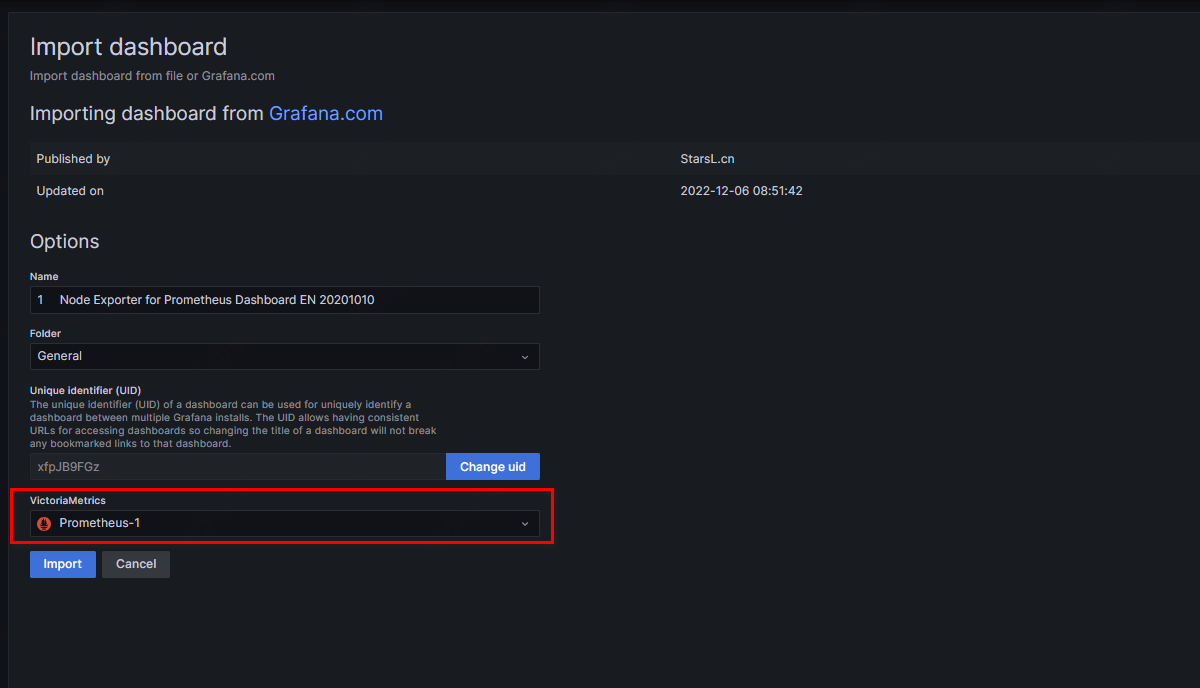 Import dashboard
Import dashboard from file or Grafana.com
Importing dashboard from Grafana.com
Published by StarsL.cn
Updated on 2022-12-06 08:51:42
Options
Name
1 Node Exporter for Prometheus Dashboard EN 20201010
Folder
General
Unique identifier (UID)
The unique identifier (UID) of a dashboard can be used for uniquely identify a
dashboard between multiple Grafana installs. The UID allows having consistent
URLs for accessing dashboards so changing the title of a dashboard will not break
any bookmarked links to that dashboard.
xfpJB9FGz Change uid
VictoriaMetrics
Prometheus-1
Import Cancel